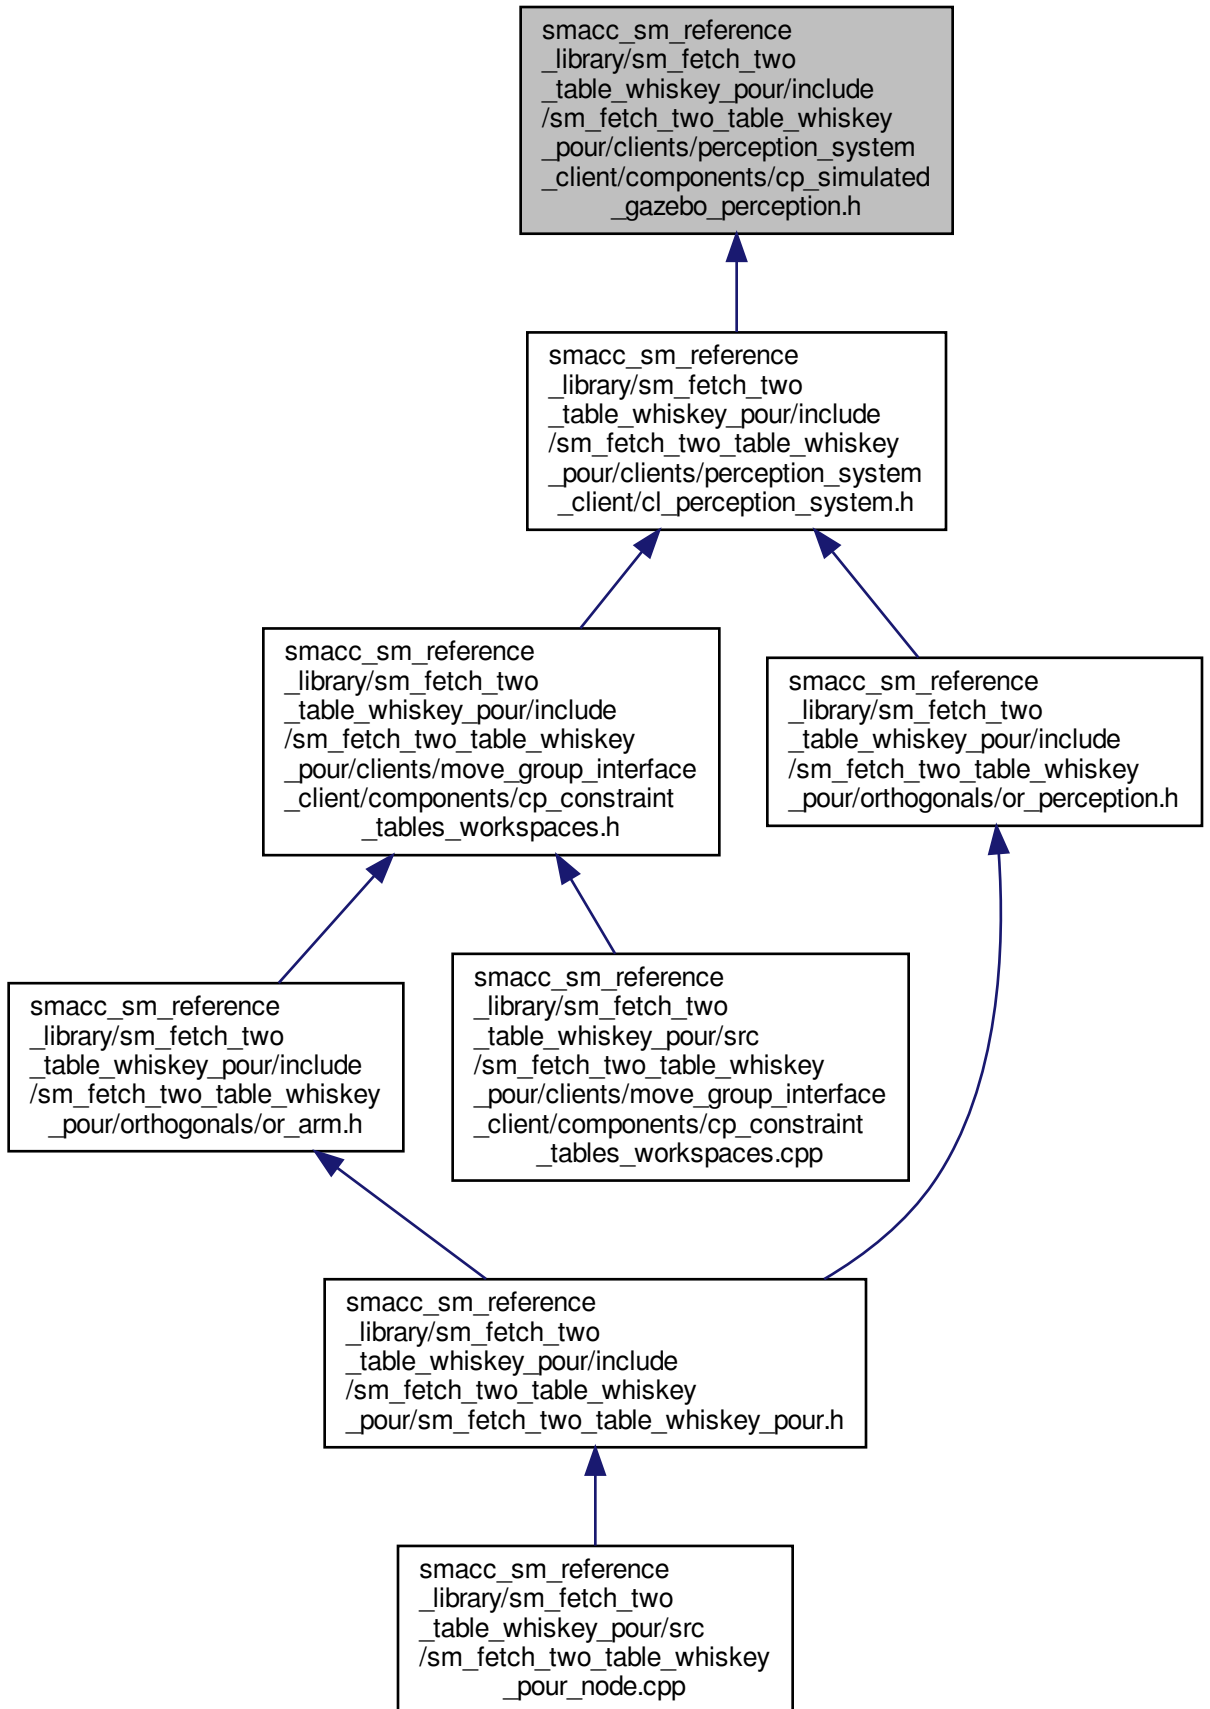 smacc_sm_reference
_library/sm_fetch_two
_table_whiskey_pour/include
/sm_fetch_two_table_whiskey
_pour/clients/perception_system
_client/components/cp_simulated
_gazebo_perception.h
smacc_sm_reference
_library/sm_fetch_two
_table_whiskey_pour/include
/sm_fetch_two_table_whiskey
_pour/clients/perception_system
_client/cl_perception_system.h
smacc_sm_reference
_library/sm_fetch_two
_table_whiskey_pour/include
/sm_fetch_two_table_whiskey
_pour/clients/move_group_interface
_client/components/cp_constraint
_tables_workspaces.h
smacc_sm_reference
_library/sm_fetch_two
_table_whiskey_pour/include
/sm_fetch_two_table_whiskey
_pour/orthogonals/or_perception.h
smacc_sm_reference
_library/sm_fetch_two
_table_whiskey_pour/include
/sm_fetch_two_table_whiskey
_pour/orthogonals/or_arm.h
smacc_sm_reference
_library/sm_fetch_two
_table_whiskey_pour/src
/sm_fetch_two_table_whiskey
_pour/clients/move_group_interface
_client/components/cp_constraint
_tables_workspaces.cpp
smacc_sm_reference
_library/sm_fetch_two
_table_whiskey_pour/include
/sm_fetch_two_table_whiskey
_pour/sm_fetch_two_table_whiskey_pour.h
smacc_sm_reference
_library/sm_fetch_two
_table_whiskey_pour/src
/sm_fetch_two_table_whiskey
_pour_node.cpp